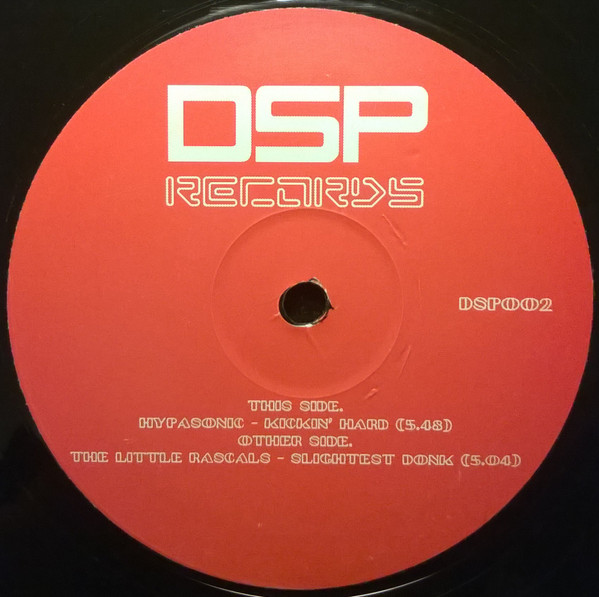 DSP
RECORDS
DSP002
THIS SIDE.
HYPASONIC - KICKIN' HARD (5.48)
OTHER SIDE.
THE LITTLE RASCALS - SLIGHTEST DONK (5.04)